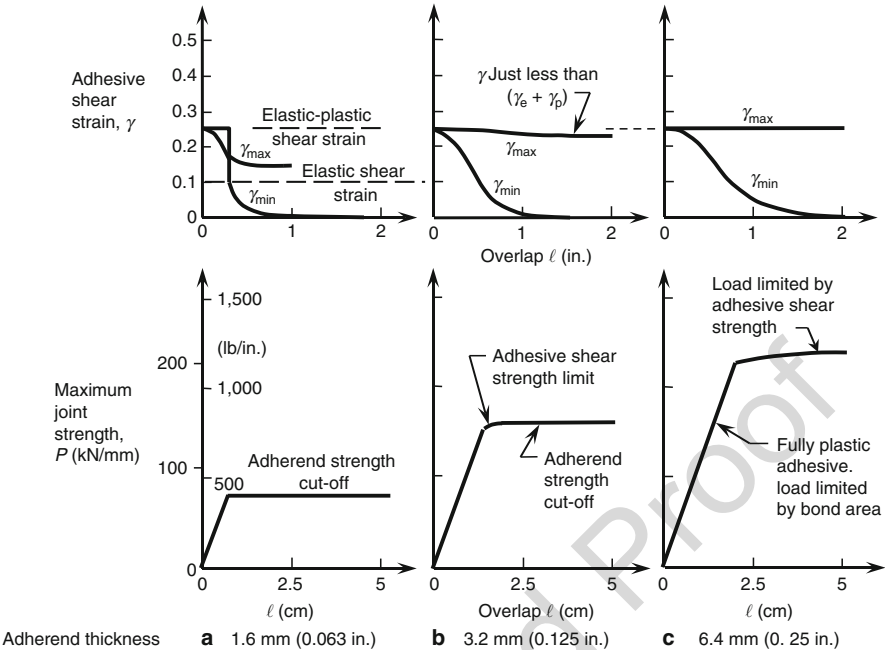 Adhesive
shear
strain, γ
0.5
0.4
0.3
0.2
0.1
0
Elastic-plastic
shear strain
γmax
Elastic shear
strain
γmin
0
1
2
γ Just less than
(γe + γp)
γmax
γmin
0
1
2
Overlap ℓ (in.)
γmax
γmin
0
1
2
Maximum
joint
strength,
P (kN/mm)
200
100
0
1,500
(lb/in.)
1,000
500
Adherend strength
cut-off
0
2.5
5
ℓ (cm)
Adhesive shear
strength limit
Adherend
strength
cut-off
0
2.5
5
Overlap ℓ (cm)
Load limited by
adhesive shear
strength
Fully plastic
adhesive.
load limited
by bond area
0
2.5
5
ℓ (cm)
Adherend thickness
a 1.6 mm (0.063 in.)
b 3.2 mm (0.125 in.)
c 6.4 mm (0. 25 in.)
d Proof